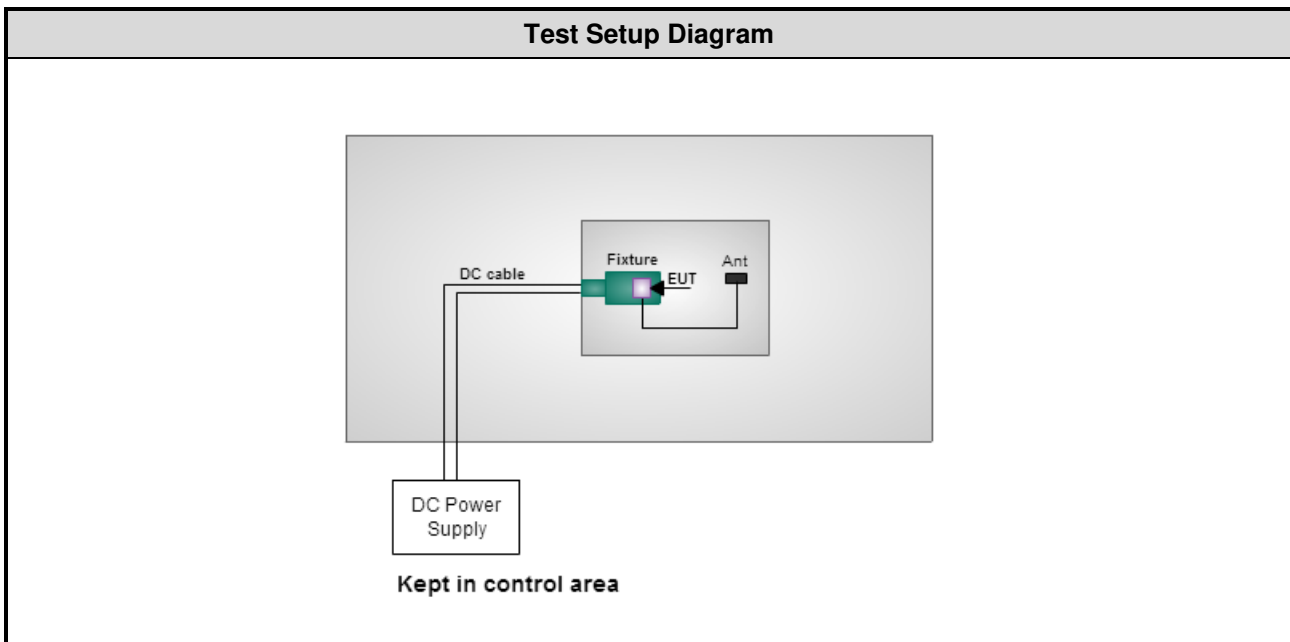 Test Setup Diagram
Fixture
Ant
DC cable
EUT
DC Power
Supply
Kept in control area